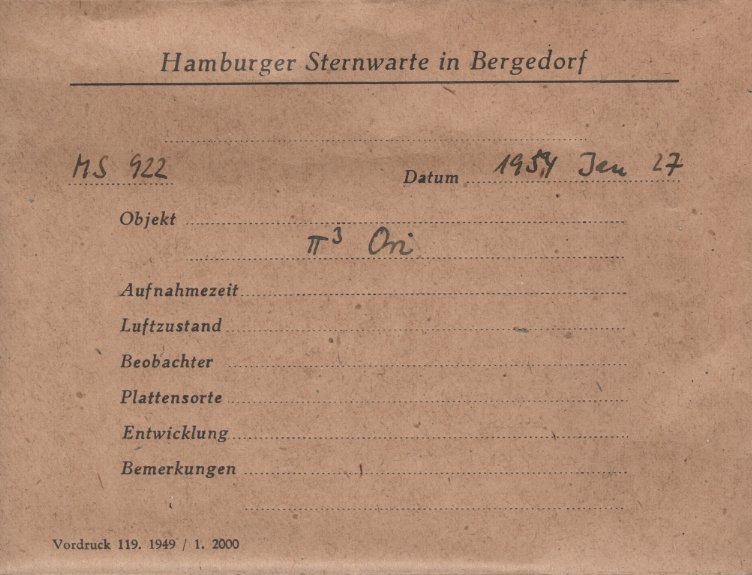 Hamburger Sternwarte in Bergedorf
MS 922
Datum 1954 Jan 27
Objekt
π³ Ori
Aufnahmezeit
Luftzustand
Beobachter
Plattensorte
Entwicklung
Bemerkungen
Vordruck 119. 1949 / 1. 2000